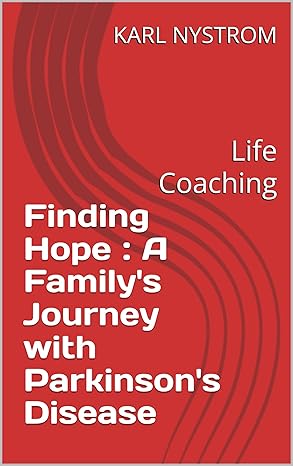 KARL NYSTROM
Life
Coaching
Finding
Hope : A
Family's
Journey
with
Parkinson's
Disease